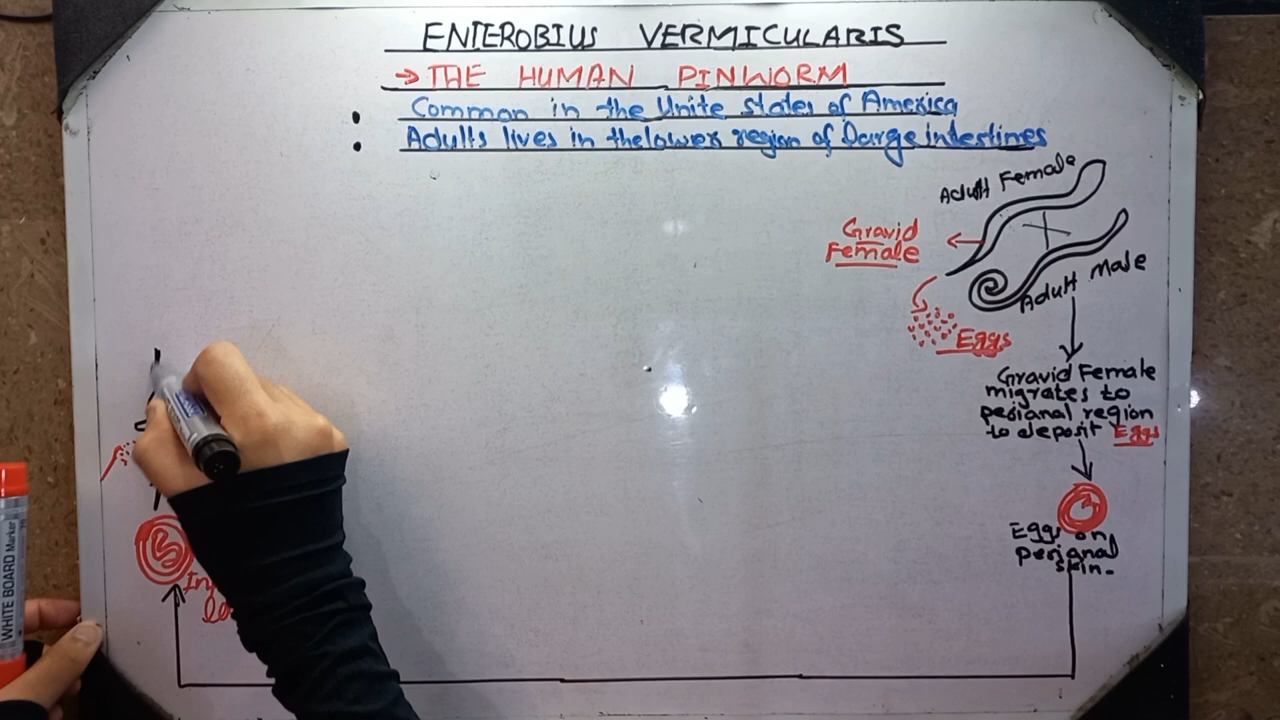 ENTEROBIUS VERMICULARIS
→ THE HUMAN PINWORM
: Common in the Unite states of America
: Adults lives in the lower region of Large intestines
Adult Female
Gravid
Female
Adult Male
Eggs
Gravid Female
migrates to
perianal region
to deposit Eggs
Eggs on
perianal
skin.
WHITE BOARD Marker